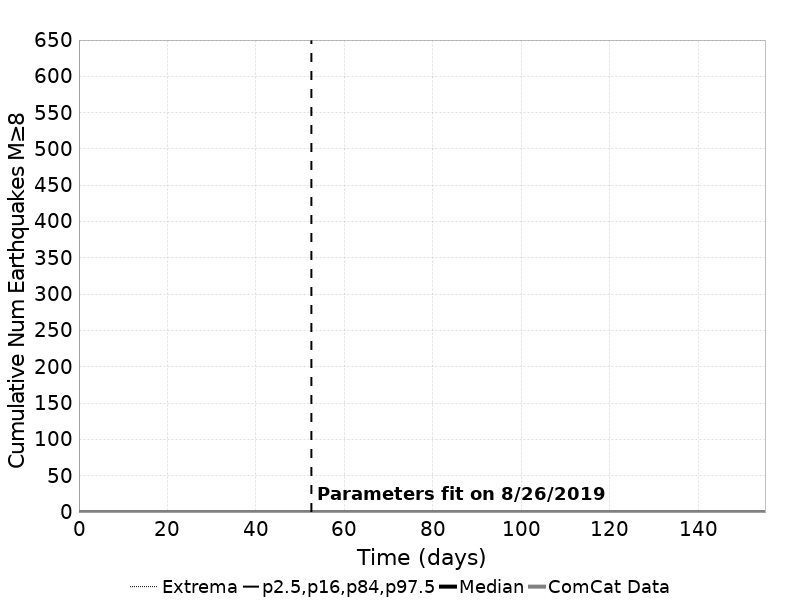 Cumulative Num Earthquakes M≥8
650
600
550
500
450
400
350
300
250
200
150
100
50
0
Parameters fit on 8/26/2019
0 20 40 60 80 100 120 140
Time (days)
Extrema p2.5,p16,p84,p97.5 Median ComCat Data